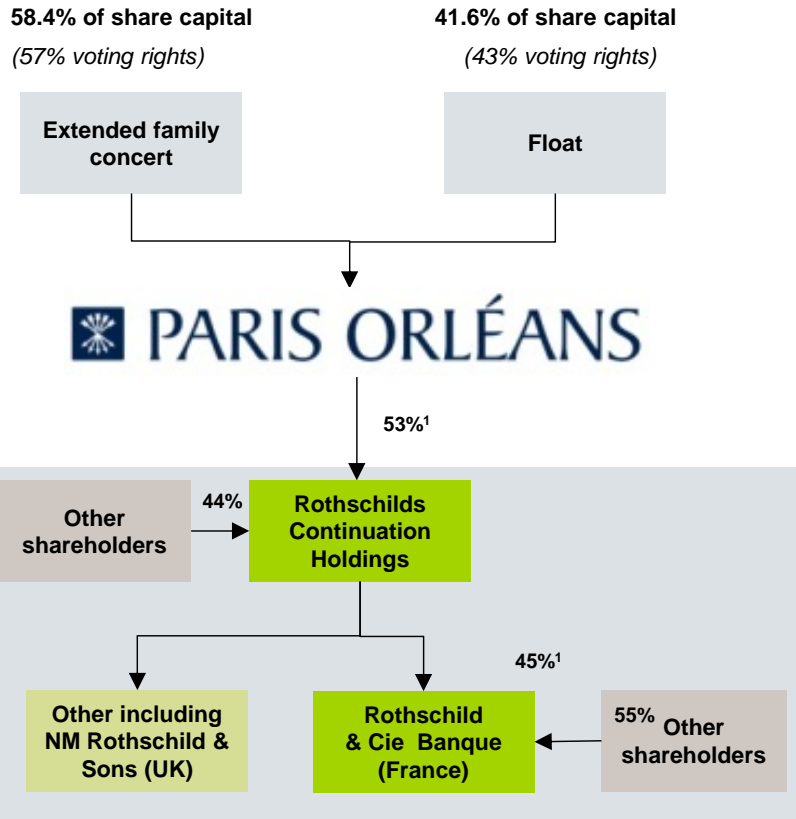 58.4% of share capital
(57% voting rights)
41.6% of share capital
(43% voting rights)
Extended family
concert
Float
PARIS ORLÉANS
53%¹
Other
shareholders
44%
Rothschilds
Continuation
Holdings
45%¹
Other including
NM Rothschild &
Sons (UK)
Rothschild
& Cie Banque
(France)
55%
Other
shareholders